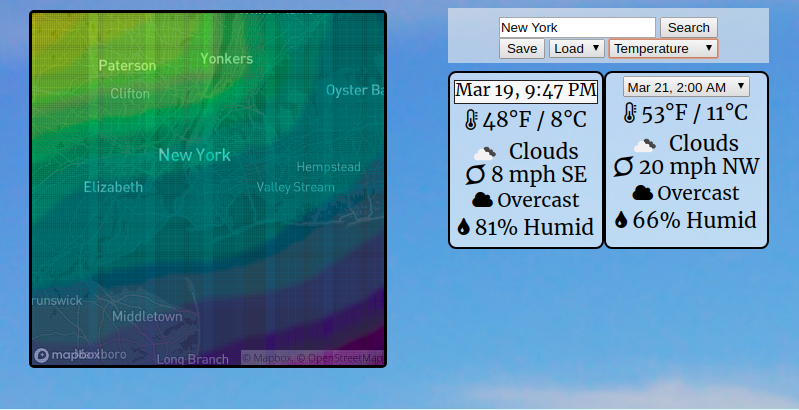 Paterson
Yonkers
Clifton
Oyster Ba
New York
Hempstead
Elizabeth
Valley Stream
runswick
Middletown
mapbox
boro
Long Branch
© Mapbox, © OpenStreetMap
New York
Search
Save
Load
Temperature
Mar 19, 9:47 PM
48°F / 8°C
Clouds
8 mph SE
Overcast
81% Humid
Mar 21, 2:00 AM
53°F / 11°C
Clouds
20 mph NW
Overcast
66% Humid